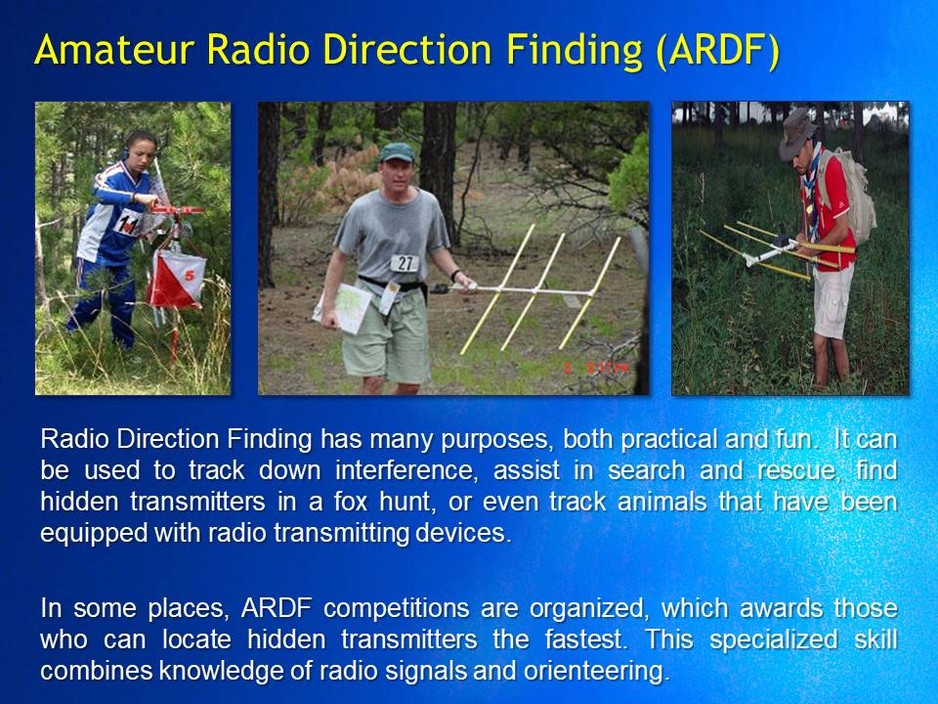 Amateur Radio Direction Finding (ARDF)
5
27
Radio Direction Finding has many purposes, both practical and fun.  It can
be used to track down interference, assist in search and rescue, find
hidden transmitters in a fox hunt, or even track animals that have been
equipped with radio transmitting devices.
In some places, ARDF competitions are organized, which awards those
who can locate hidden transmitters the fastest. This specialized skill
combines knowledge of radio signals and orienteering.